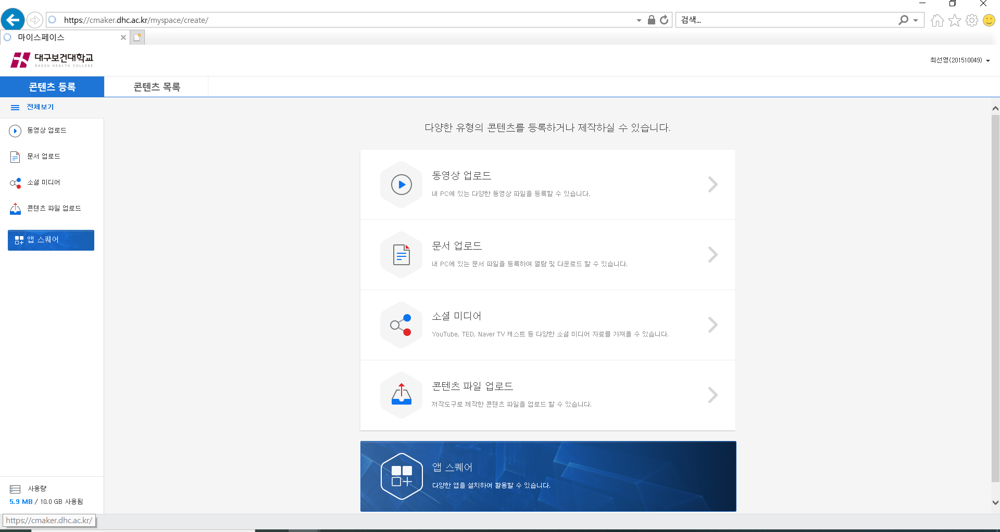 https://cmaker.dhc.ac.kr/myspace/create/
검색...
마이스페이스
대구보건대학교
DAEGU HEALTH COLLEGE
최선영(201510049)
콘텐츠 등록
콘텐츠 목록
전체보기
동영상 업로드
문서 업로드
소셜 미디어
콘텐츠 파일 업로드
앱 스퀘어
다양한 유형의 콘텐츠를 등록하거나 제작하실 수 있습니다.
동영상 업로드
내 PC에 있는 다양한 동영상 파일을 등록할 수 있습니다.
문서 업로드
내 PC에 있는 문서 파일을 등록하여 열람 및 다운로드 할 수 있습니다.
소셜 미디어
YouTube, TED, Naver TV 캐스트 등 다양한 소셜 미디어 자료를 가져올 수 있습니다.
콘텐츠 파일 업로드
저작도구로 제작한 콘텐츠 파일을 업로드 할 수 있습니다.
앱 스퀘어
다양한 앱을 설치하여 활용할 수 있습니다.
사용량
5.9 MB / 10.0 GB 사용됨
https://cmaker.dhc.ac.kr/